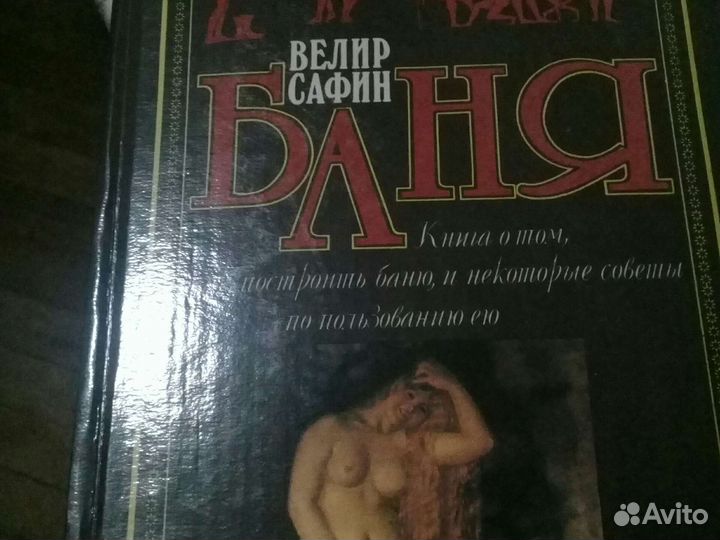 ВЕЛИР
САФИН
БАНЯ
Книга о том,
построить баню, и некоторые советы
по пользованию ею
Avito